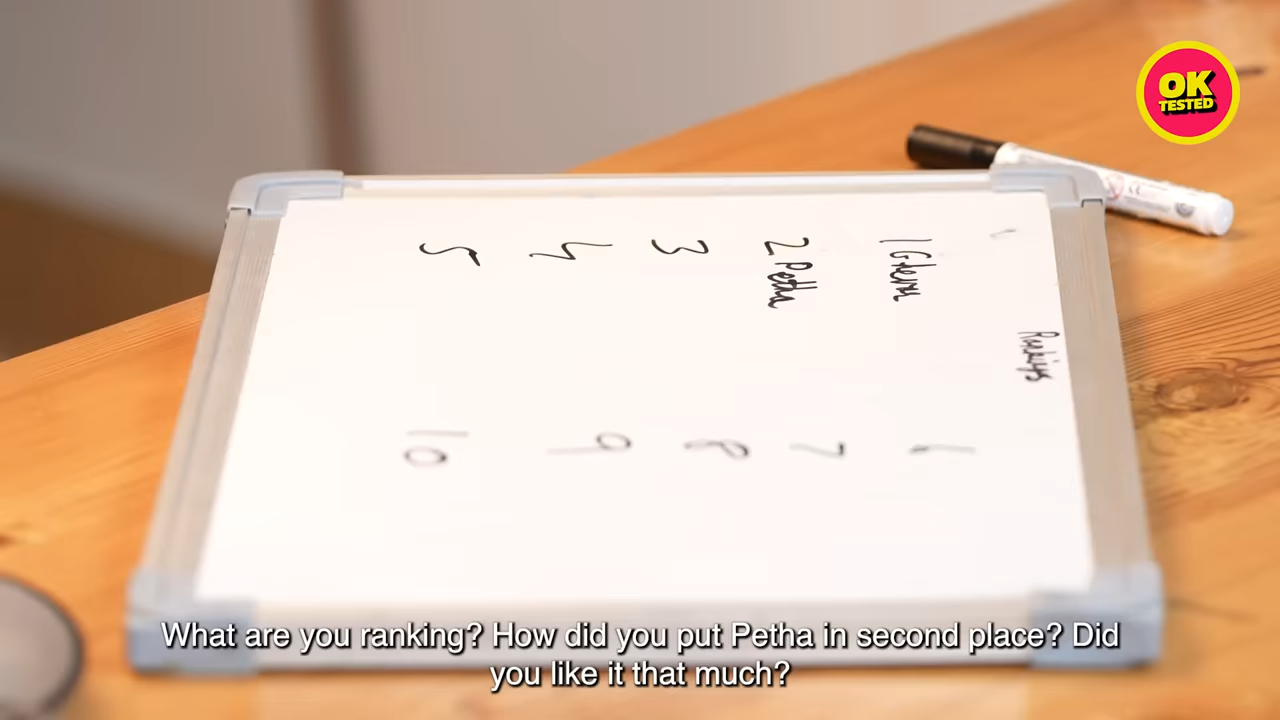 OK
TESTED
Rankings
1 Ghevar
2 Petha
3
4
5
6
7
8
9
10
What are you ranking? How did you put Petha in second place? Did
you like it that much?